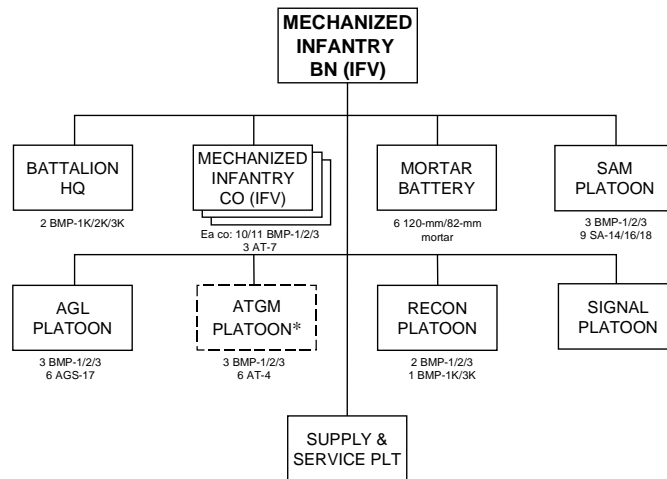 MECHANIZED
INFANTRY
BN (IFV)
BATTALION
HQ
2 BMP-1K/2K/3K
MECHANIZED
INFANTRY
CO (IFV)
Ea co: 10/11 BMP-1/2/3
3 AT-7
MORTAR
BATTERY
6 120-mm/82-mm
mortar
SAM
PLATOON
3 BMP-1/2/3
9 SA-14/16/18
AGL
PLATOON
3 BMP-1/2/3
6 AGS-17
ATGM
PLATOON*
3 BMP-1/2/3
6 AT-4
RECON
PLATOON
2 BMP-1/2/3
1 BMP-1K/3K
SIGNAL
PLATOON
SUPPLY &
SERVICE PLT